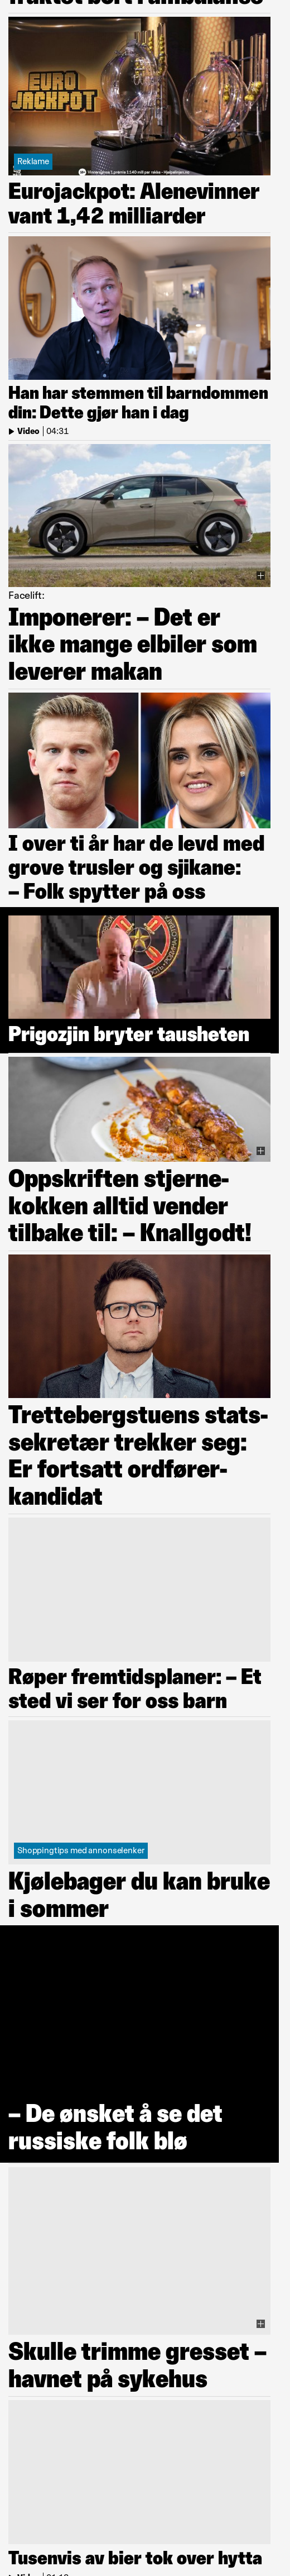 EURO
JACKPOT
Reklame
Eurojackpot: Alenevinner
vant 1,42 milliarder
Han har stemmen til barndommen
din: Dette gjør han i dag
Video | 04:31
Facelift:
Imponerer: – Det er
ikke mange elbiler som
leverer makan
I over ti år har de levd med
grove trusler og sjikane:
– Folk spytter på oss
Prigozjin bryter tausheten
Oppskriften stjerne-
kokken alltid vender
tilbake til: – Knallgodt!
Trettebergstuens stats-
sekretær trekker seg:
Er fortsatt ordfører-
kandidat
Røper fremtidsplaner: – Et
sted vi ser for oss barn
Shoppingtips med annonselenker
Kjølebager du kan bruke
i sommer
– De ønsket å se det
russiske folk blø
Skulle trimme gresset –
havnet på sykehus
Tusenvis av bier tok over hytta